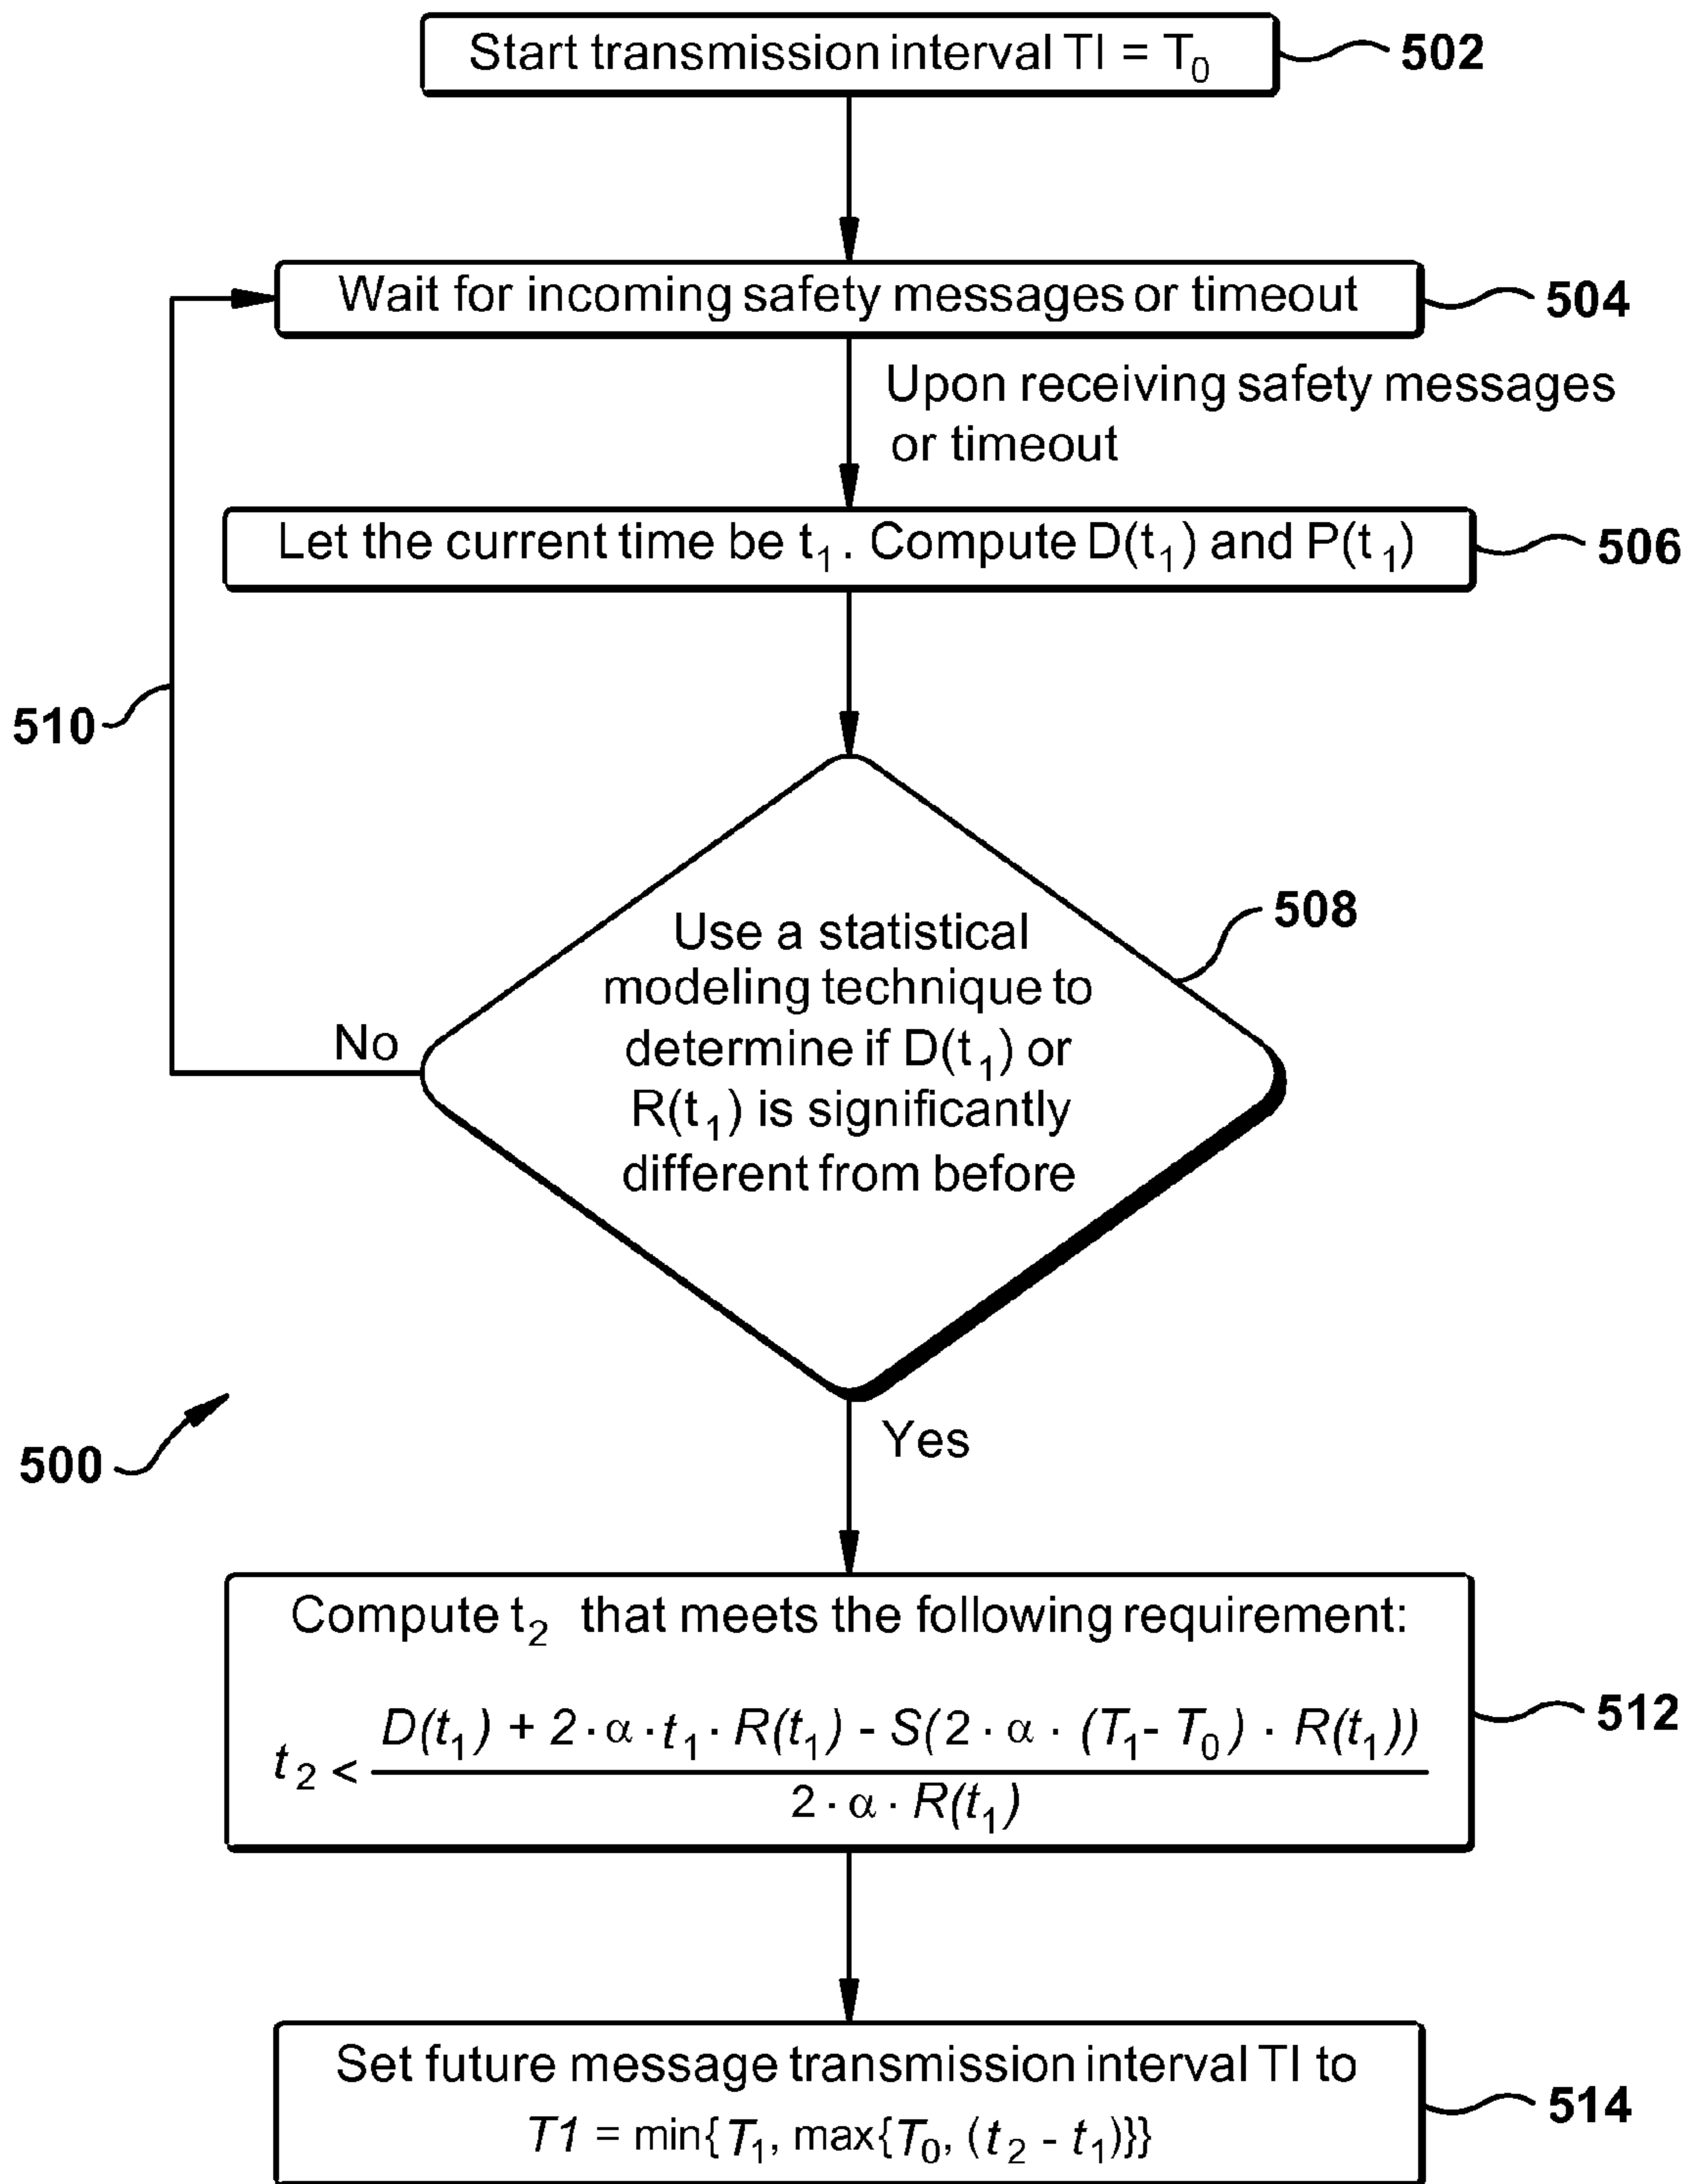 Start transmission interval TI = T₀
502
Wait for incoming safety messages or timeout
504
Upon receiving safety messages
or timeout
Let the current time be t₁. Compute D(t₁) and P(t₁)
506
510
508
Use a statistical
modeling technique to
determine if D(t₁) or
R(t₁) is significantly
different from before
No
Yes
500
Compute t₂ that meets the following requirement:
t₂ < D(t₁) + 2 · α · t₁ · R(t₁) - S(2 · α · (T₁- T₀) · R(t₁))
2 · α · R(t₁)
512
Set future message transmission interval TI to
T1 = min{T₁, max{T₀, (t₂ - t₁)}}
514